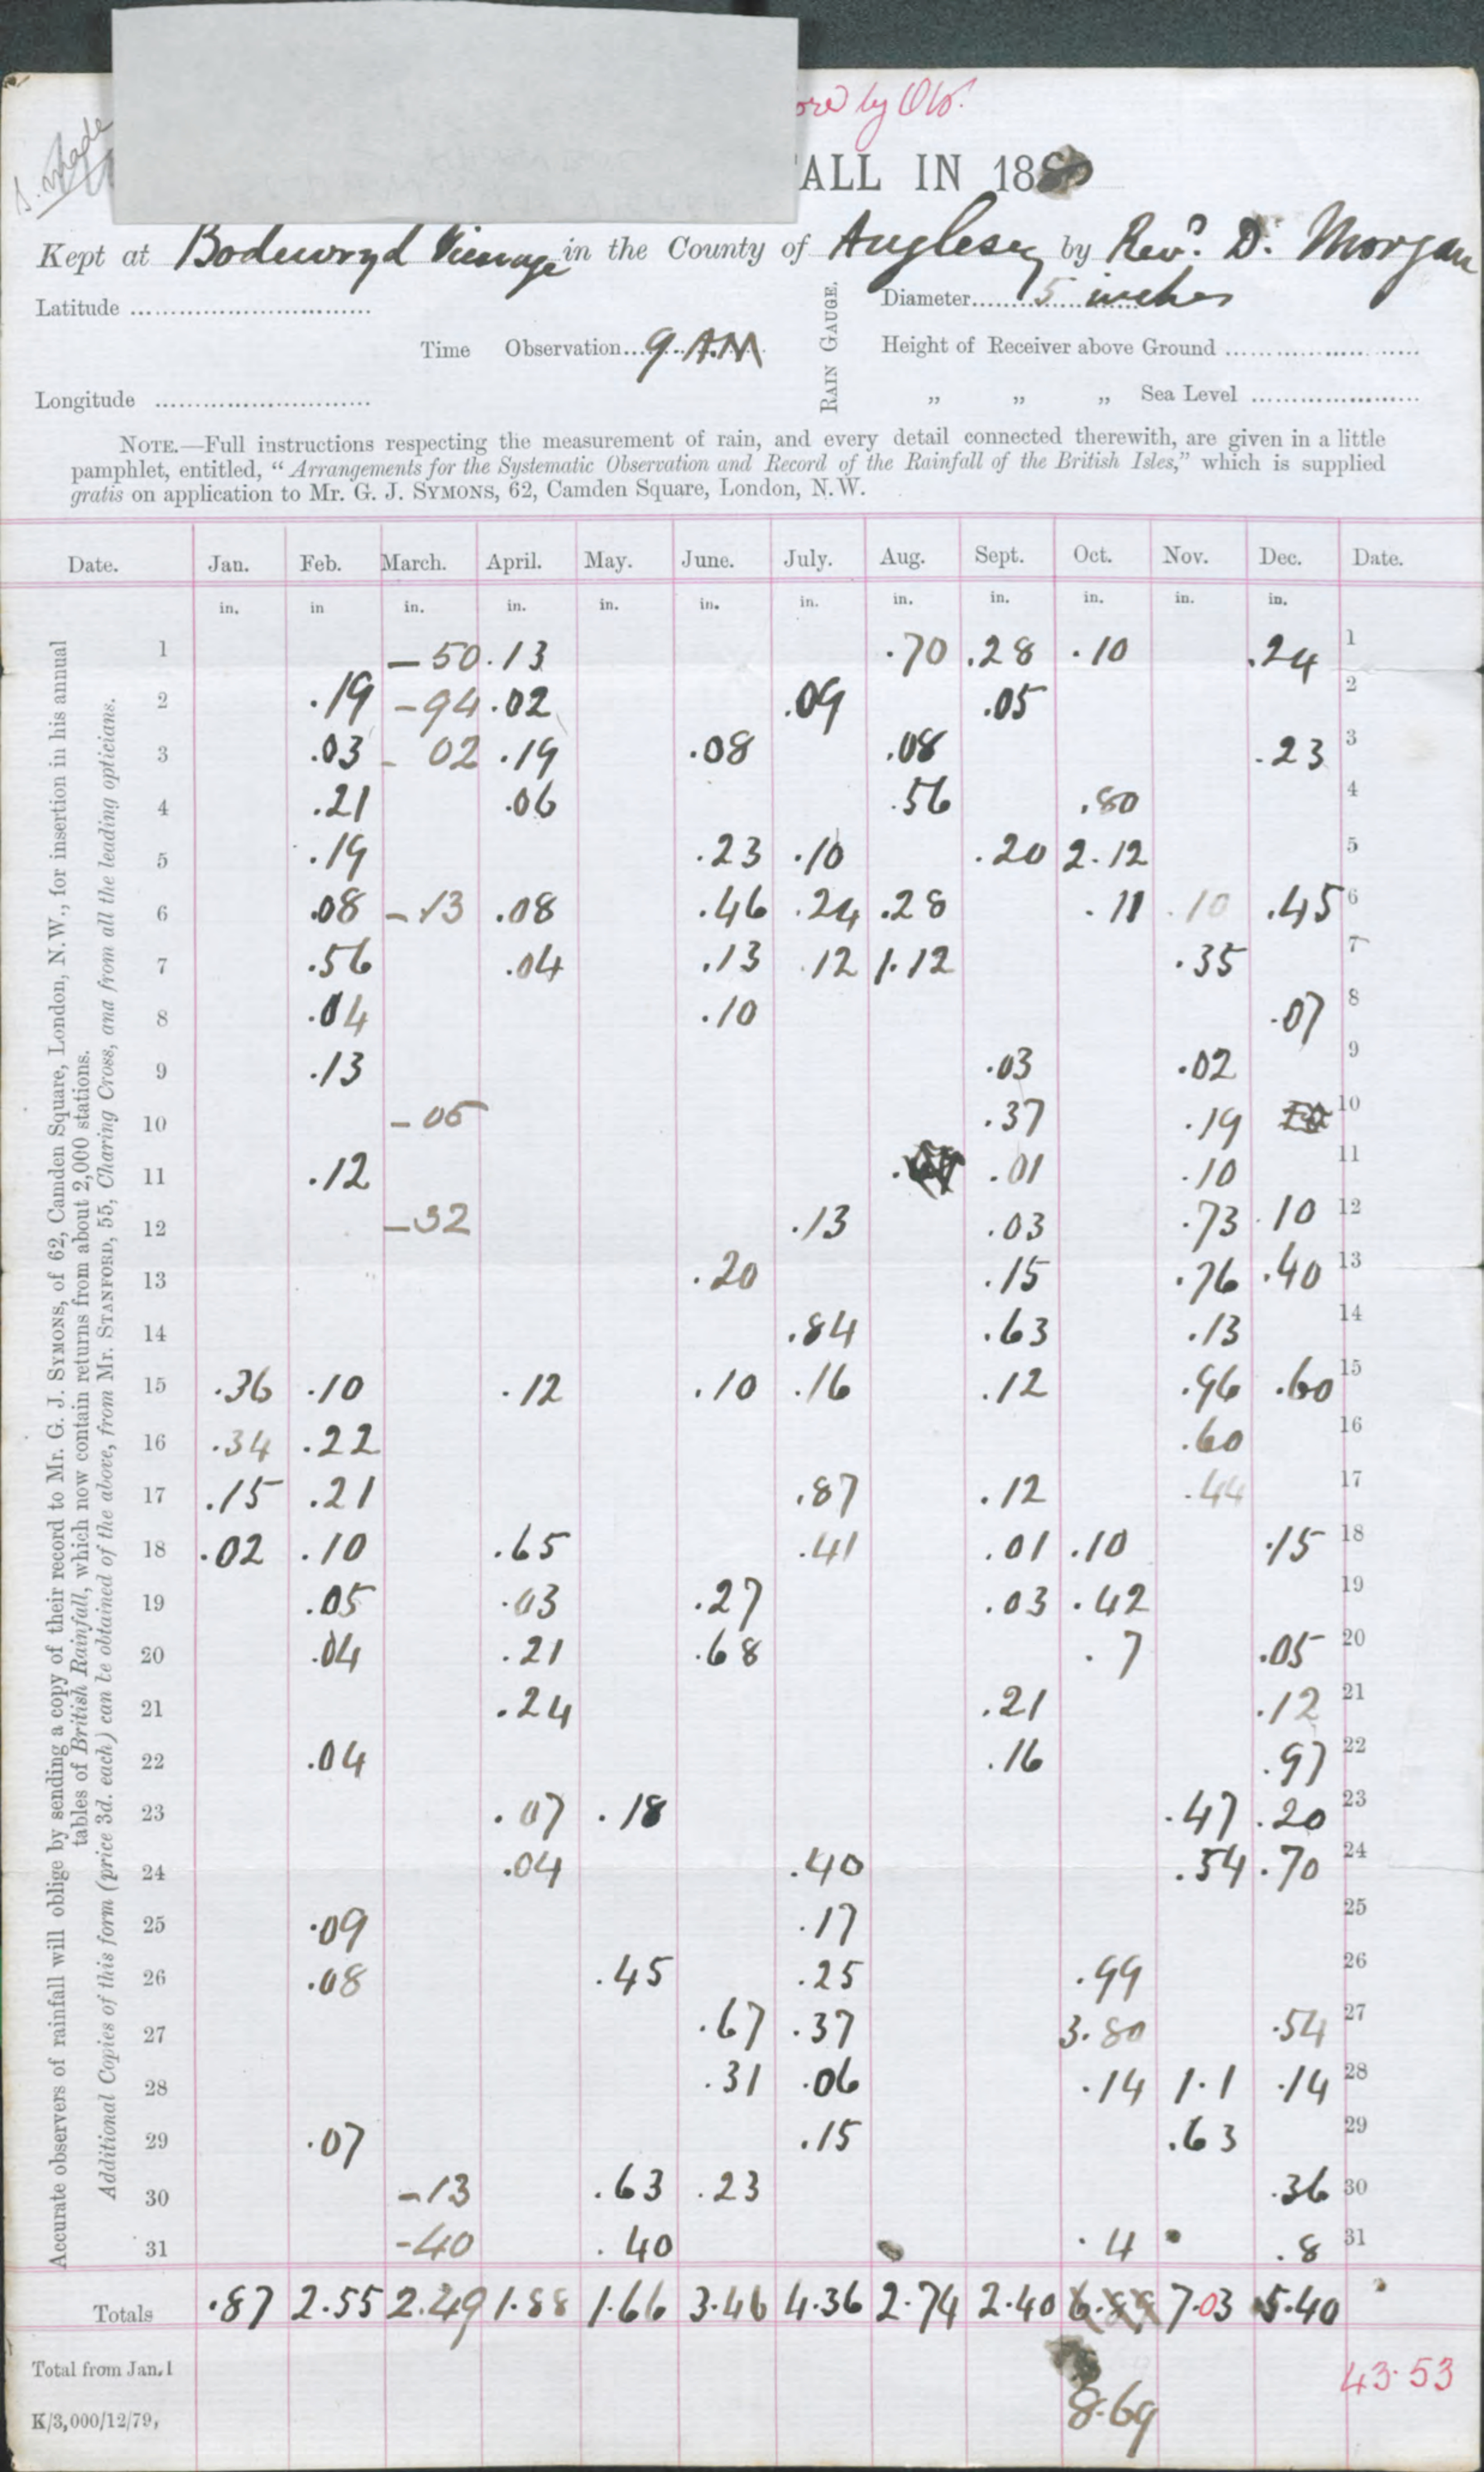 by Obr.
ALL IN 188
Kept at Bodewryd Vicarage in the County of Anglesey by Revd. D. Morgan
Latitude
RAIN GAUGE.
Diameter 5 inches
Time Observation 9 A.M
Height of Receiver above Ground
Longitude
„ „ „ Sea Level
NOTE.—Full instructions respecting the measurement of rain, and every detail connected therewith, are given in a little
pamphlet, entitled, “Arrangements for the Systematic Observation and Record of the Rainfall of the British Isles,” which is supplied
gratis on application to Mr. G. J. SYMONS, 62, Camden Square, London, N.W.
Accurate observers of rainfall will oblige by sending a copy of their record to Mr. G. J. SYMONS, of 62, Camden Square, London, N.W., for insertion in his annual
tables of British Rainfall, which now contain returns from about 2,000 stations.
Additional Copies of this form (price 3d. each) can be obtained of the above, from Mr. STANFORD, 55, Charing Cross, and from all the leading opticians.
Date. Jan. Feb. March. April. May. June. July. Aug. Sept. Oct. Nov. Dec. Date.
in. in in. in. in. in. in. in. in. in. in. in.
1 –50 .13 .70 .28 .10 .24 1
2 .19 –94 .02 .09 .05 2
3 .03 – 02 .19 .08 .08 .23 3
4 .21 .06 .56 .80 4
5 .19 .23 .10 .20 2.12 5
6 .08 –13 .08 .46 .24 .28 .11 .10 .45 6
7 .56 .04 .13 .12 1.12 .35 7
8 .04 .10 .07 8
9 .13 .03 .02 9
10 –05 .37 .19 10
11 .12 .01 .10 11
12 –32 .13 .03 .73 .10 12
13 .20 .15 .76 .40 13
14 .84 .63 .13 14
15 .36 .10 .12 .10 .16 .12 .96 .60 15
16 .34 .22 .60 16
17 .15 .21 .87 .12 .44 17
18 .02 .10 .65 .41 .01 .10 .15 18
19 .05 .03 .27 .03 .42 19
20 .04 .21 .68 .7 .05 20
21 .24 .21 .12 21
22 .04 .16 .97 22
23 .07 .18 .47 .20 23
24 .04 .40 .54 .70 24
25 .09 .17 25
26 .08 .45 .25 .99 26
27 .67 .37 3.80 .54 27
28 .31 .06 .14 1.1 .14 28
29 .07 .15 .63 29
30 –13 .63 .23 .36 30
31 –40 .40 .4 .8 31
Totals .87 2.55 2.49 1.88 1.66 3.46 4.36 2.74 2.40 7.03 5.40
Total from Jan. 1 43.53
8.69
K/3,000/12/79,